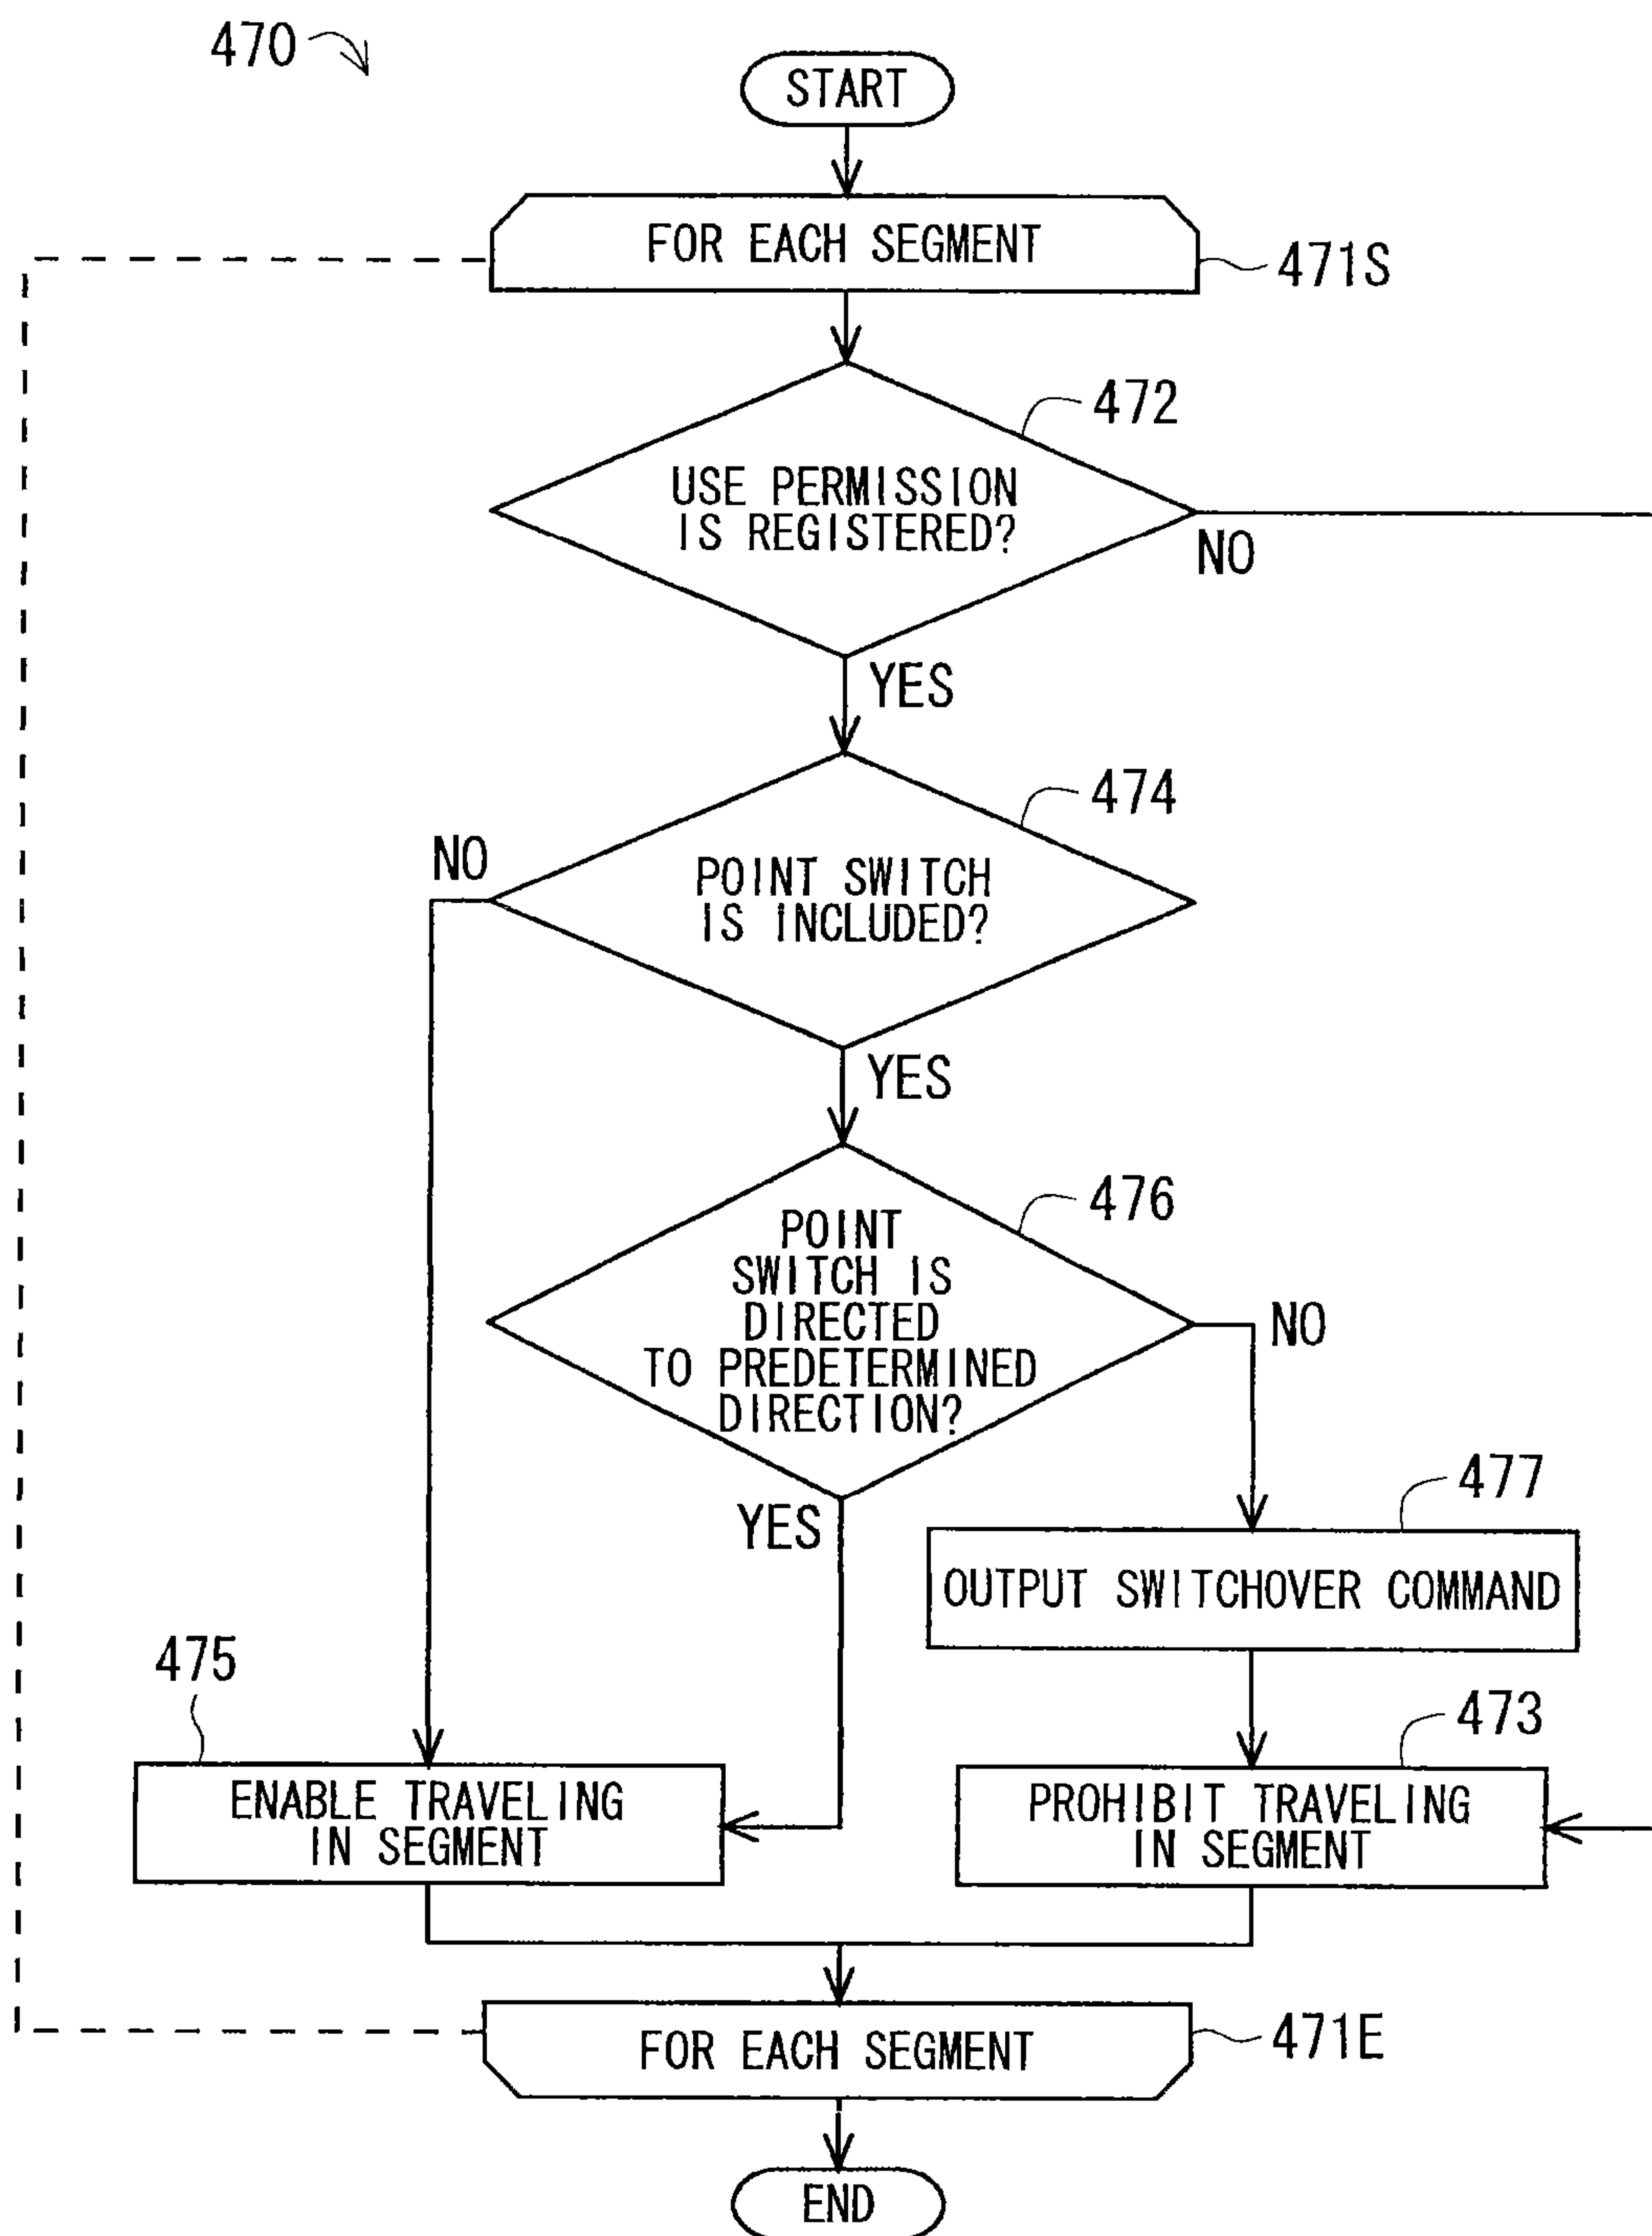 470
START
FOR EACH SEGMENT
471S
472
USE PERMISSION
IS REGISTERED?
NO
YES
474
NO
POINT SWITCH
IS INCLUDED?
YES
476
POINT
SWITCH IS
DIRECTED
TO PREDETERMINED
DIRECTION?
NO
YES
477
OUTPUT SWITCHOVER COMMAND
475
473
ENABLE TRAVELING
IN SEGMENT
PROHIBIT TRAVELING
IN SEGMENT
FOR EACH SEGMENT
471E
END